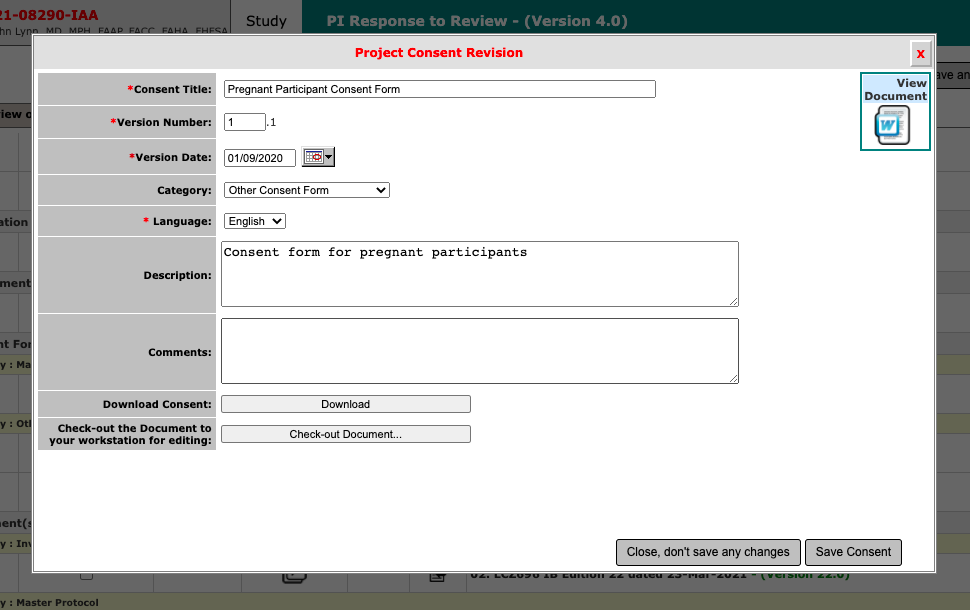 21-08290-IAA
Study
PI Response to Review - (Version 4.0)
hn Lynn, MD, MPH, FAAP, FACC, FAHA, FHFSA
Project Consent Revision
X
*Consent Title:
Pregnant Participant Consent Form
View
Document
ave an
iew o
*Version Number:
1
.1
*Version Date:
01/09/2020
Category:
Other Consent Form
ation
* Language:
English
Description:
Consent form for pregnant participants
ment
nt For
Comments:
y : Ma
Download Consent:
Download
y : Oth
Check-out the Document to
your workstation for editing:
Check-out Document...
ent(s
y : Inv
Close, don't save any changes
Save Consent
02. LCZ696 IB Edition 22 dated 23-Mar-2021 - (Version 22.0)
y : Master Protocol